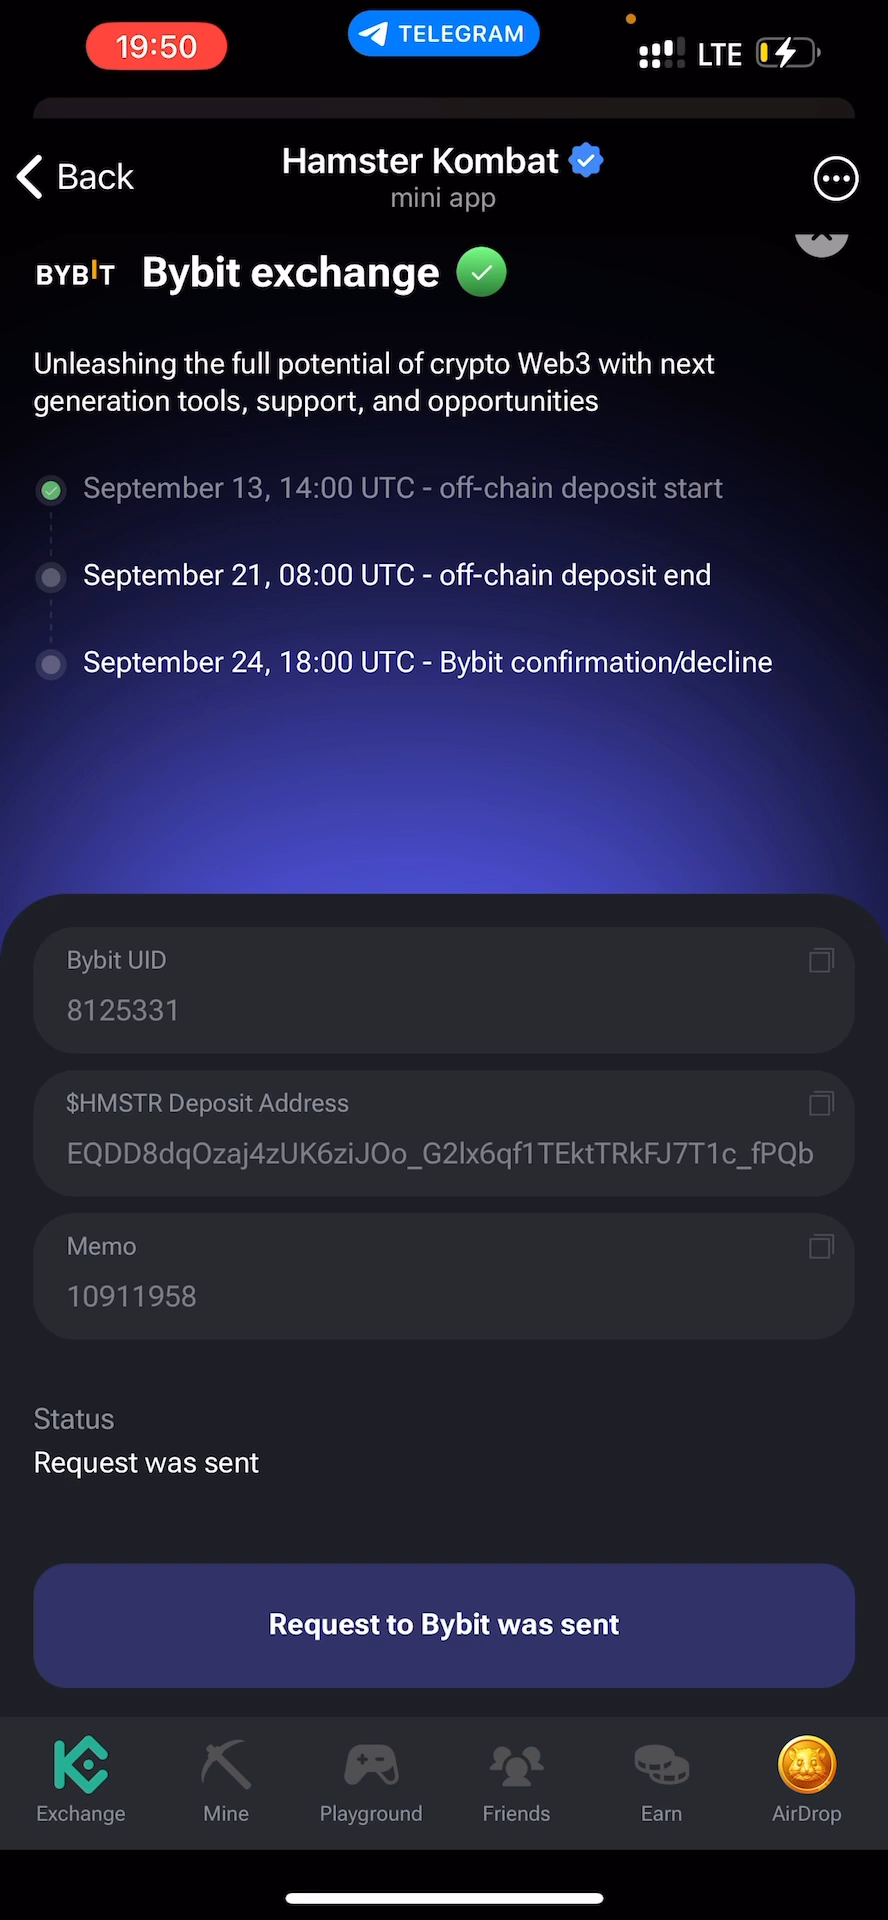 19:50
TELEGRAM
LTE
Back
Hamster Kombat
mini app
BYBIT Bybit exchange
Unleashing the full potential of crypto Web3 with next
generation tools, support, and opportunities
September 13, 14:00 UTC - off-chain deposit start
September 21, 08:00 UTC - off-chain deposit end
September 24, 18:00 UTC - Bybit confirmation/decline
Bybit UID
8125331
$HMSTR Deposit Address
EQDD8dqOzaj4zUK6ziJOo_G2lx6qf1TEktTRkFJ7T1c_fPQb
Memo
10911958
Status
Request was sent
Request to Bybit was sent
Exchange
Mine
Playground
Friends
Earn
AirDrop